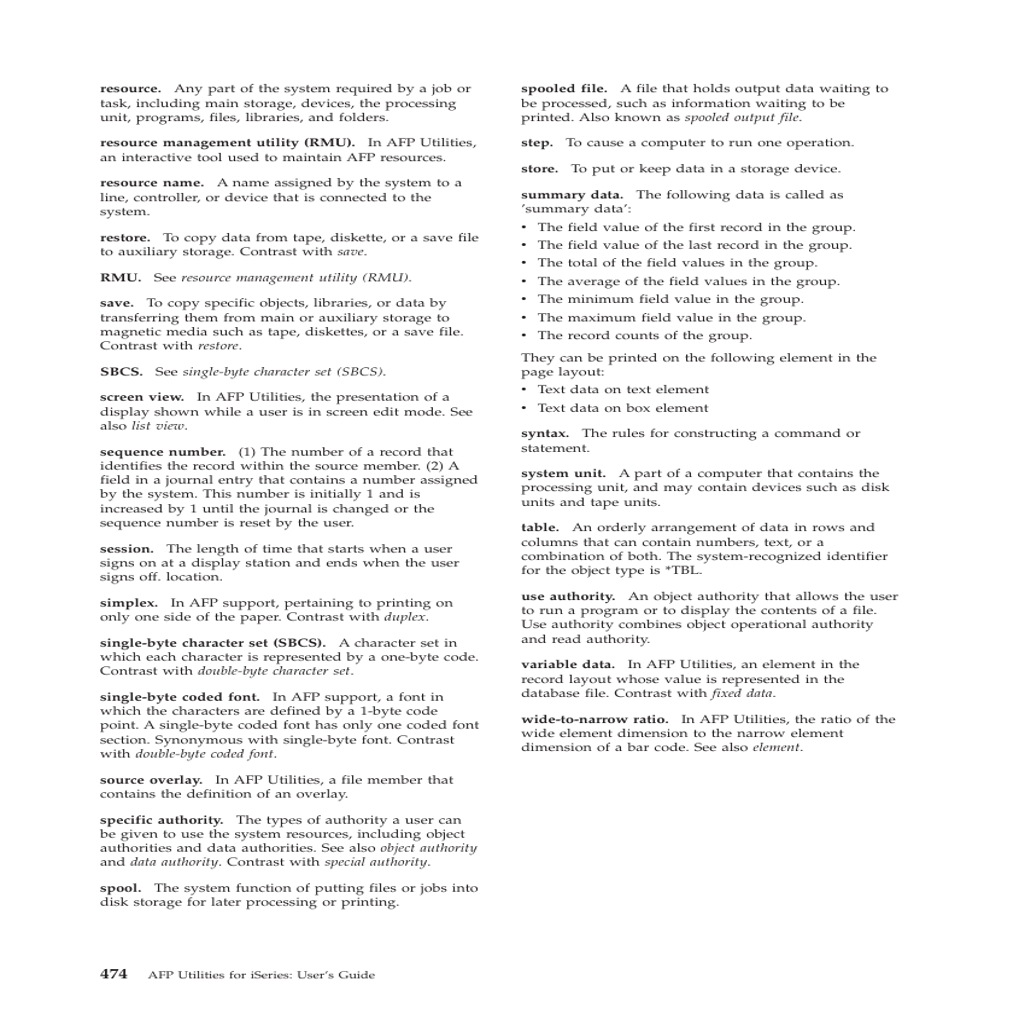 resource. Any part of the system required by a job or
task, including main storage, devices, the processing
unit, programs, files, libraries, and folders.
resource management utility (RMU). In AFP Utilities,
an interactive tool used to maintain AFP resources.
resource name. A name assigned by the system to a
line, controller, or device that is connected to the
system.
restore. To copy data from tape, diskette, or a save file
to auxiliary storage. Contrast with save.
RMU. See resource management utility (RMU).
save. To copy specific objects, libraries, or data by
transferring them from main or auxiliary storage to
magnetic media such as tape, diskettes, or a save file.
Contrast with restore.
SBCS. See single-byte character set (SBCS).
screen view. In AFP Utilities, the presentation of a
display shown while a user is in screen edit mode. See
also list view.
sequence number. (1) The number of a record that
identifies the record within the source member. (2) A
field in a journal entry that contains a number assigned
by the system. This number is initially 1 and is
increased by 1 until the journal is changed or the
sequence number is reset by the user.
session. The length of time that starts when a user
signs on at a display station and ends when the user
signs off. location.
simplex. In AFP support, pertaining to printing on
only one side of the paper. Contrast with duplex.
single-byte character set (SBCS). A character set in
which each character is represented by a one-byte code.
Contrast with double-byte character set.
single-byte coded font. In AFP support, a font in
which the characters are defined by a 1-byte code
point. A single-byte coded font has only one coded font
section. Synonymous with single-byte font. Contrast
with double-byte coded font.
source overlay. In AFP Utilities, a file member that
contains the definition of an overlay.
specific authority. The types of authority a user can
be given to use the system resources, including object
authorities and data authorities. See also object authority
and data authority. Contrast with special authority.
spool. The system function of putting files or jobs into
disk storage for later processing or printing.
spooled file. A file that holds output data waiting to
be processed, such as information waiting to be
printed. Also known as spooled output file.
step. To cause a computer to run one operation.
store. To put or keep data in a storage device.
summary data. The following data is called as
’summary data’:
• The field value of the first record in the group.
• The field value of the last record in the group.
• The total of the field values in the group.
• The average of the field values in the group.
• The minimum field value in the group.
• The maximum field value in the group.
• The record counts of the group.
They can be printed on the following element in the
page layout:
• Text data on text element
• Text data on box element
syntax. The rules for constructing a command or
statement.
system unit. A part of a computer that contains the
processing unit, and may contain devices such as disk
units and tape units.
table. An orderly arrangement of data in rows and
columns that can contain numbers, text, or a
combination of both. The system-recognized identifier
for the object type is *TBL.
use authority. An object authority that allows the user
to run a program or to display the contents of a file.
Use authority combines object operational authority
and read authority.
variable data. In AFP Utilities, an element in the
record layout whose value is represented in the
database file. Contrast with fixed data.
wide-to-narrow ratio. In AFP Utilities, the ratio of the
wide element dimension to the narrow element
dimension of a bar code. See also element.
474 AFP Utilities for iSeries: User’s Guide